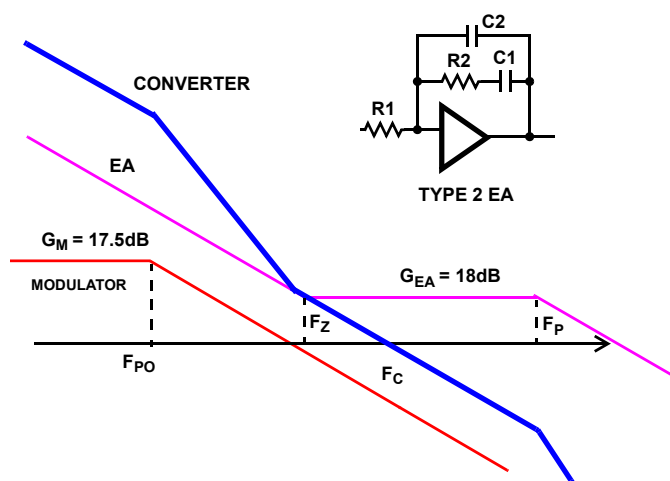 C2
R2
C1
R1
TYPE 2 EA
CONVERTER
EA
G_M = 17.5dB
MODULATOR
G_EA = 18dB
F_Z
F_P
F_PO
F_C